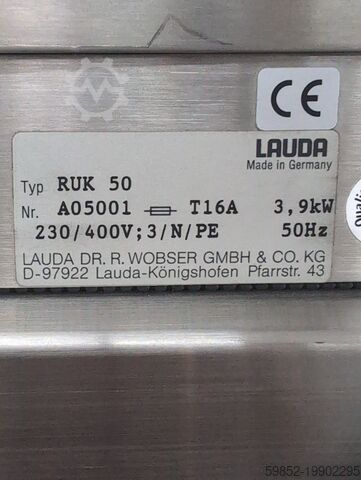 CE
LAUDA
Made in Germany
Typ RUK 50
Nr. A05001 T16A 3,9kW
230/400V;3/N/PE 50Hz
LAUDA DR. R. WOBSER GMBH & CO. KG
D-97922 Lauda-Königshofen Pfarrstr. 43
59852-19902295